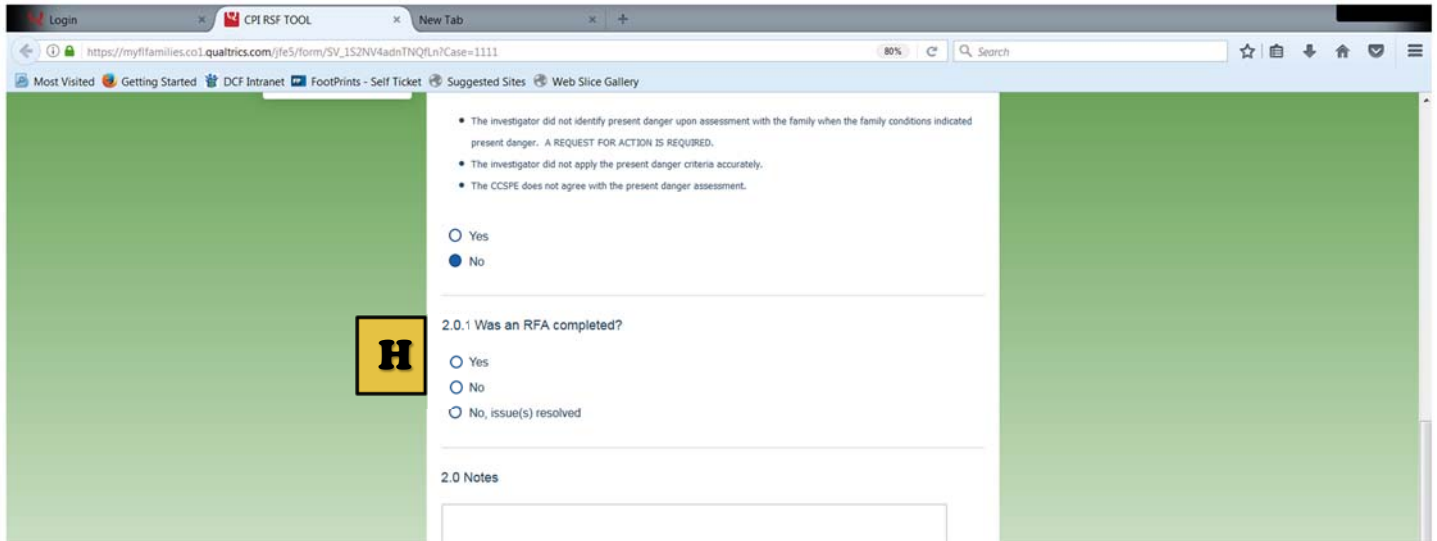 Login
CPI RSF TOOL
New Tab
https://myflfamilies.co1.qualtrics.com/jfe5/form/SV_1S2NV4adnTNQfLn?Case=1111
80%
Search
Most Visited Getting Started DCF Intranet FootPrints - Self Ticket Suggested Sites Web Slice Gallery
• The investigator did not identify present danger upon assessment with the family when the family conditions indicated
present danger. A REQUEST FOR ACTION IS REQUIRED.
• The investigator did not apply the present danger criteria accurately.
• The CCSPE does not agree with the present danger assessment.
Yes
No
2.0.1 Was an RFA completed?
H
Yes
No
No, issue(s) resolved
2.0 Notes